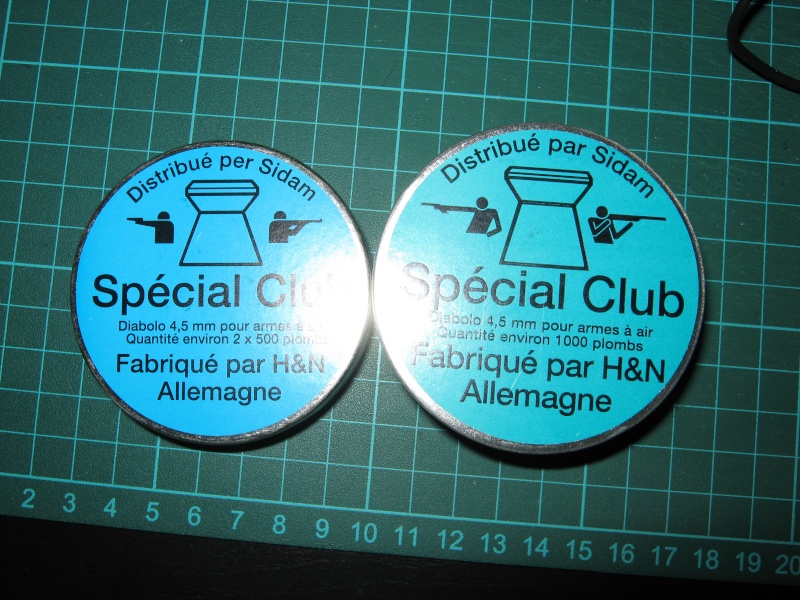 Distribué per Sidam
Spécial Club
Diabolo 4,5 mm pour armes à air
Quantité environ 2 x 500 plombs
Fabriqué par H&N
Allemagne
Distribué par Sidam
Spécial Club
Diabolo 4,5 mm pour armes à air
Quantité environ 1000 plombs
Fabriqué par H&N
Allemagne
2 3 4 5 6 7 8 9 10 11 12 13 14 15 16 17 18 19 20